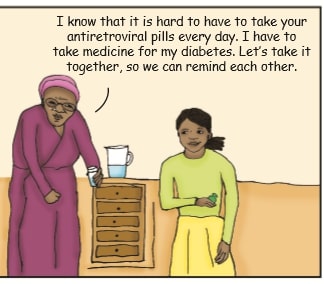 I know that it is hard to have to take your
antiretroviral pills every day. I have to
take medicine for my diabetes. Let's take it
together, so we can remind each other.